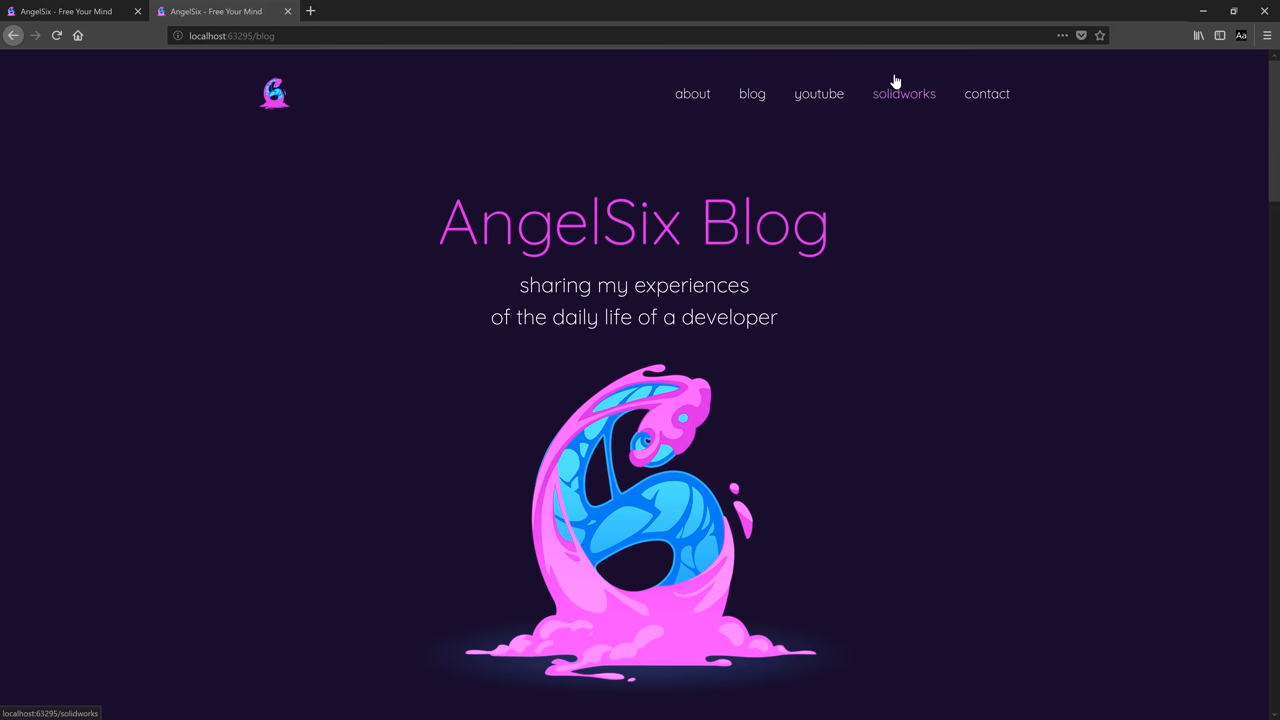 AngelSix - Free Your Mind
AngelSix - Free Your Mind
localhost:63295/blog
Aa
about blog youtube solidworks contact
AngelSix Blog
sharing my experiences
of the daily life of a developer
localhost:63295/solidworks